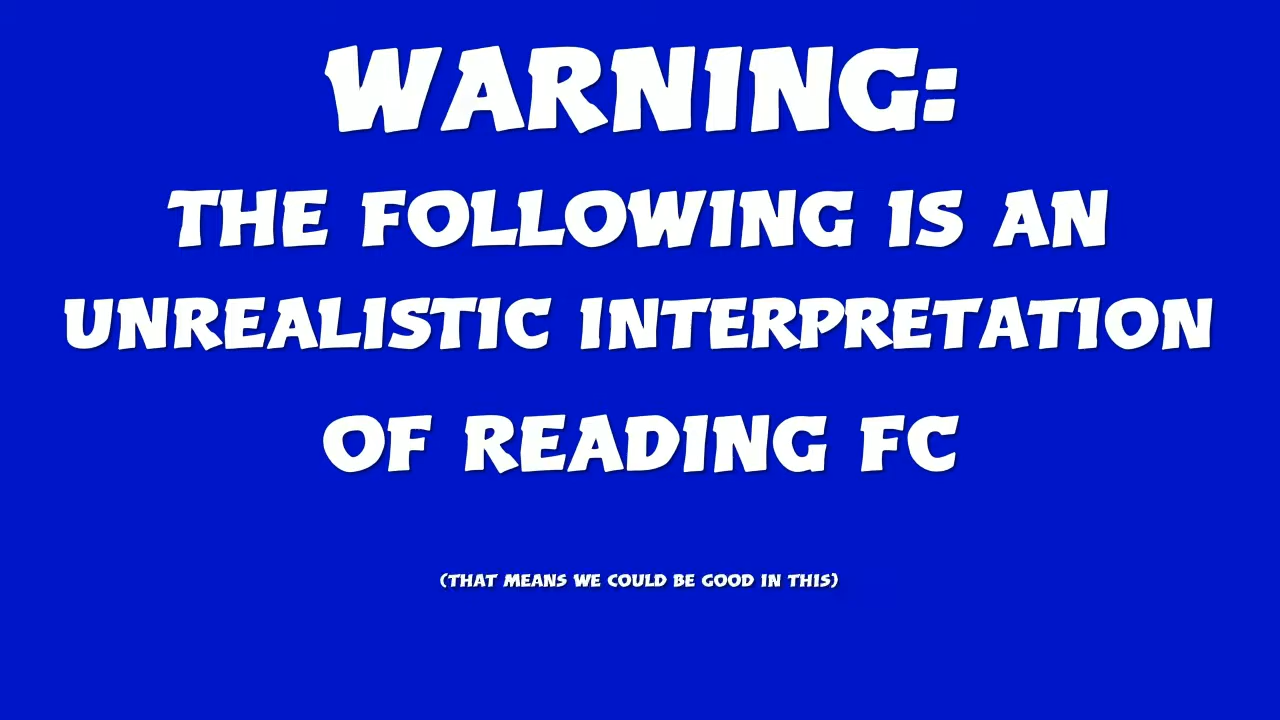 WARNING:
THE FOLLOWING IS AN
UNREALISTIC INTERPRETATION
OF READING FC
(THAT MEANS WE COULD BE GOOD IN THIS)